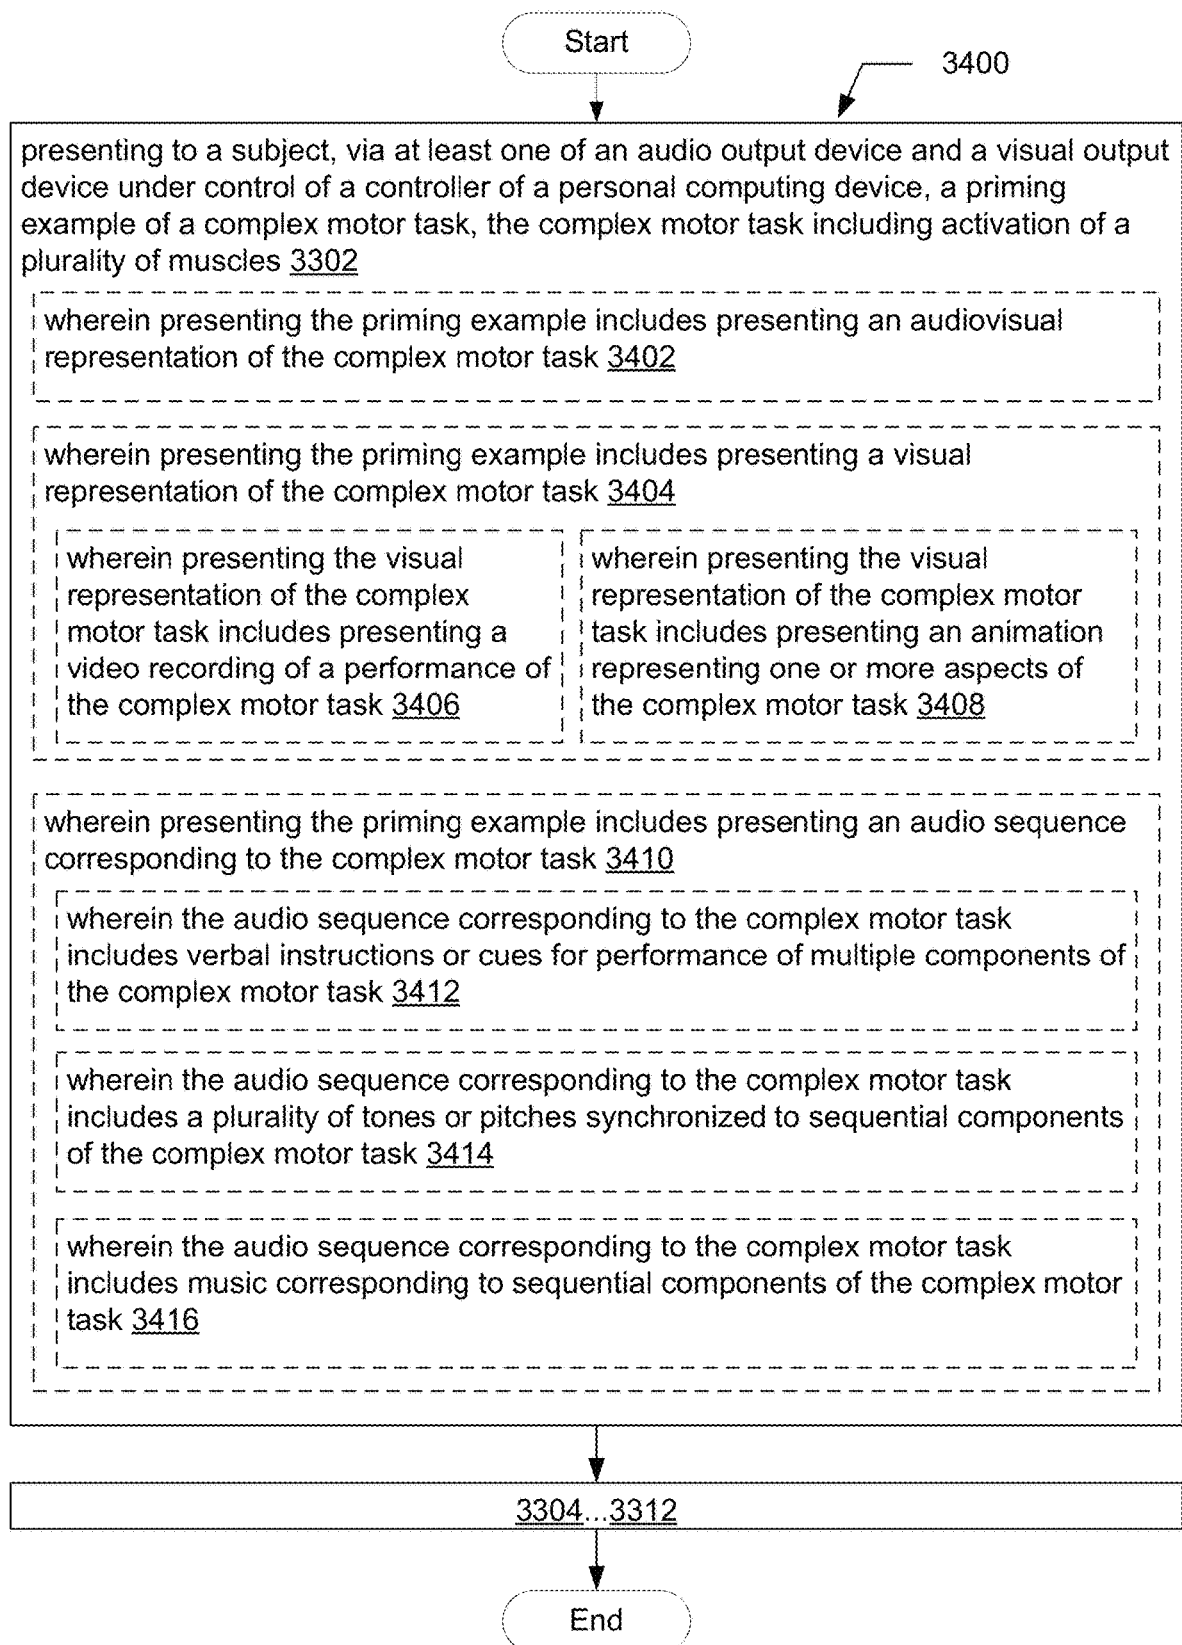 Start
3400
presenting to a subject, via at least one of an audio output device and a visual output
device under control of a controller of a personal computing device, a priming
example of a complex motor task, the complex motor task including activation of a
plurality of muscles 3302
wherein presenting the priming example includes presenting an audiovisual
representation of the complex motor task 3402
wherein presenting the priming example includes presenting a visual
representation of the complex motor task 3404
wherein presenting the visual
representation of the complex
motor task includes presenting a
video recording of a performance of
the complex motor task 3406
wherein presenting the visual
representation of the complex motor
task includes presenting an animation
representing one or more aspects of
the complex motor task 3408
wherein presenting the priming example includes presenting an audio sequence
corresponding to the complex motor task 3410
wherein the audio sequence corresponding to the complex motor task
includes verbal instructions or cues for performance of multiple components of
the complex motor task 3412
wherein the audio sequence corresponding to the complex motor task
includes a plurality of tones or pitches synchronized to sequential components
of the complex motor task 3414
wherein the audio sequence corresponding to the complex motor task
includes music corresponding to sequential components of the complex motor
task 3416
3304...3312
End